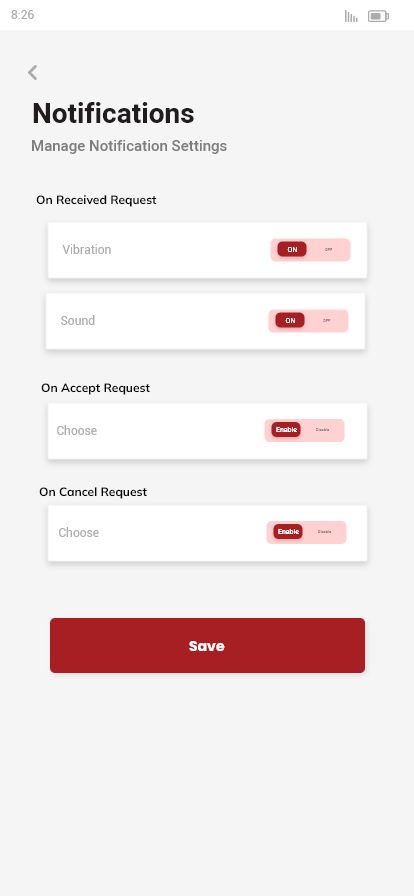 8:26
Notifications
Manage Notification Settings
On Received Request
Vibration ON OFF
Sound ON OFF
On Accept Request
Choose Enable Disable
On Cancel Request
Choose Enable Disable
Save